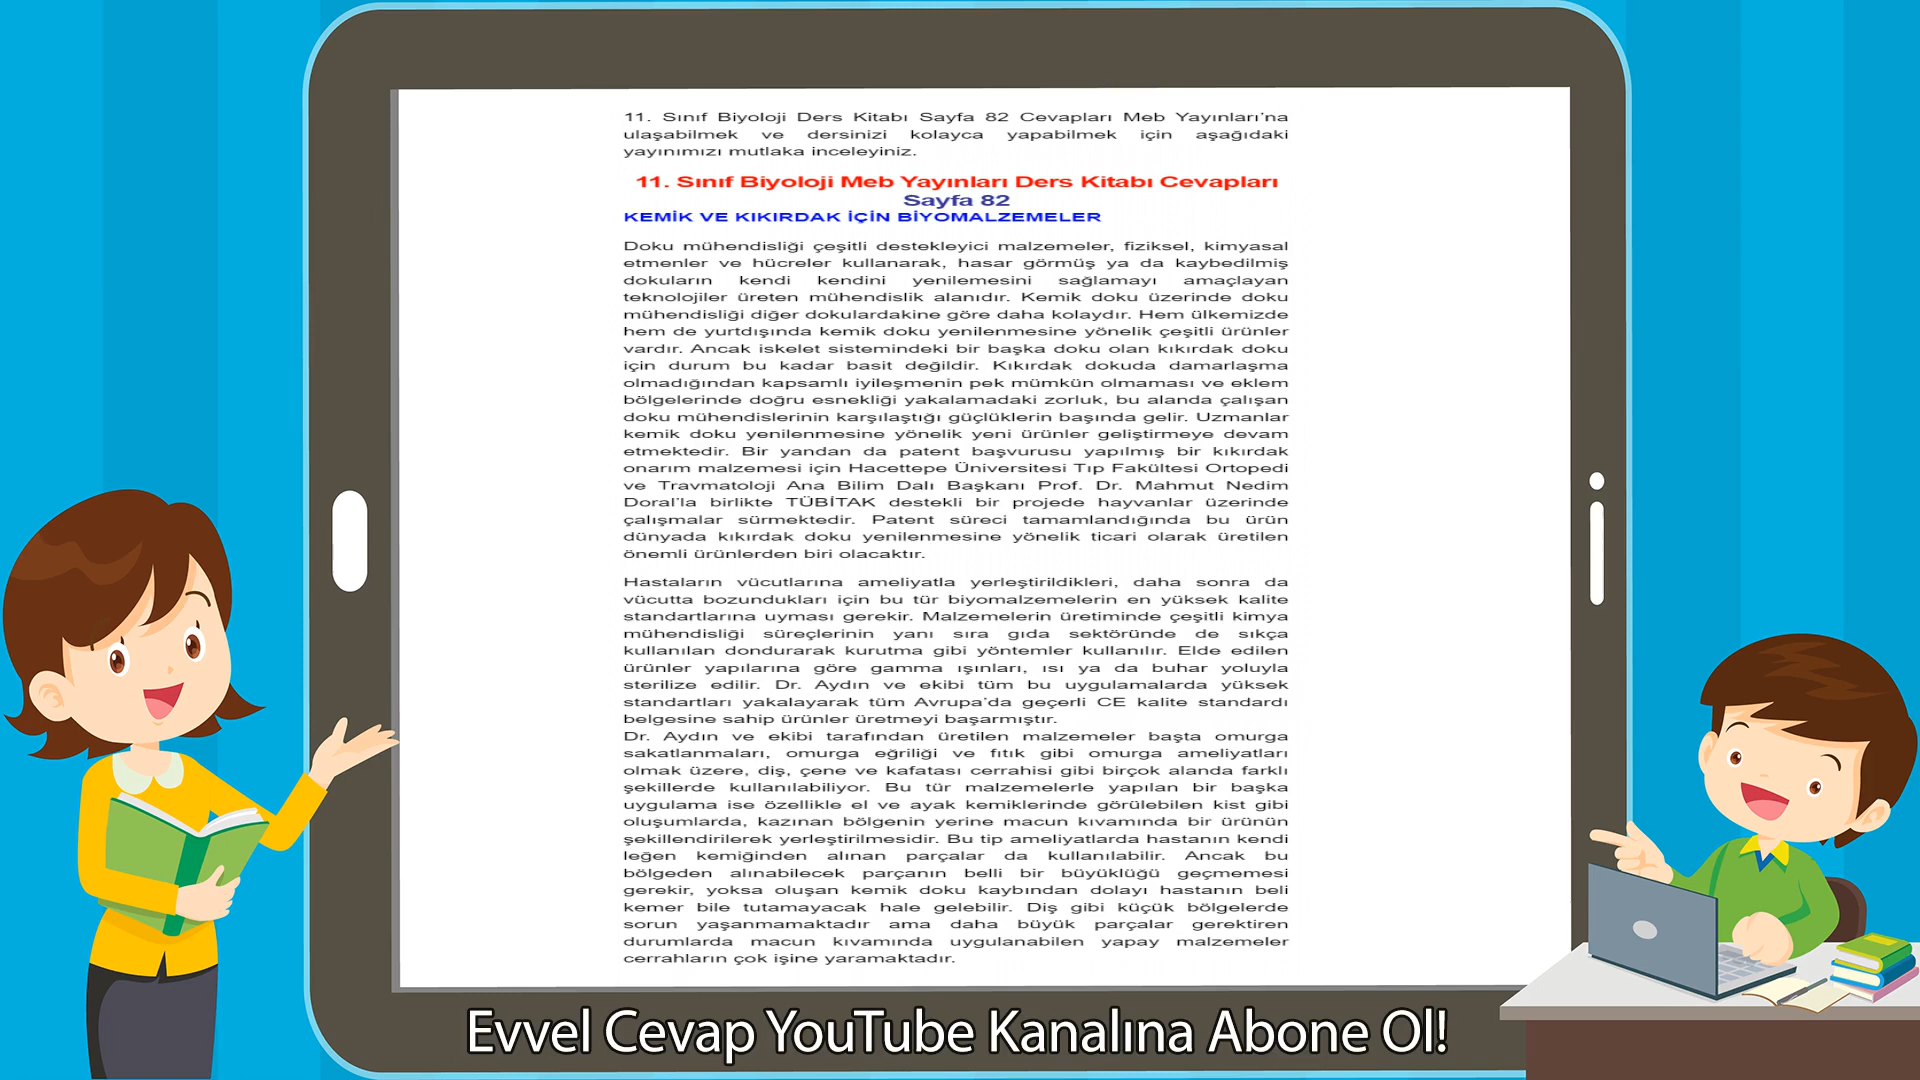 11. Sınıf Biyoloji Ders Kitabı Sayfa 82 Cevapları Meb Yayınları'na
ulaşabilmek ve dersinizi kolayca yapabilmek için aşağıdaki
yayınımızı mutlaka inceleyiniz.
11. Sınıf Biyoloji Meb Yayınları Ders Kitabı Cevapları
Sayfa 82
KEMİK VE KIKIRDAK İÇİN BİYOMALZEMELER
Doku mühendisliği çeşitli destekleyici malzemeler, fiziksel, kimyasal
etmenler ve hücreler kullanarak, hasar görmüş ya da kaybedilmiş
dokuların kendi kendini yenilemesini sağlamayı amaçlayan
teknolojiler üreten mühendislik alanıdır. Kemik doku üzerinde doku
mühendisliği diğer dokulardakine göre daha kolaydır. Hem ülkemizde
hem de yurtdışında kemik doku yenilenmesine yönelik çeşitli ürünler
vardır. Ancak iskelet sistemindeki bir başka doku olan kıkırdak doku
için durum bu kadar basit değildir. Kıkırdak dokuda damarlaşma
olmadığından kapsamlı iyileşmenin pek mümkün olmaması ve eklem
bölgelerinde doğru esnekliği yakalamadaki zorluk, bu alanda çalışan
doku mühendislerinin karşılaştığı güçlüklerin başında gelir. Uzmanlar
kemik doku yenilenmesine yönelik yeni ürünler geliştirmeye devam
etmektedir. Bir yandan da patent başvurusu yapılmış bir kıkırdak
onarım malzemesi için Hacettepe Üniversitesi Tıp Fakültesi Ortopedi
ve Travmatoloji Ana Bilim Dalı Başkanı Prof. Dr. Mahmut Nedim
Doral'la birlikte TÜBİTAK destekli bir projede hayvanlar üzerinde
çalışmalar sürmektedir. Patent süreci tamamlandığında bu ürün
dünyada kıkırdak doku yenilenmesine yönelik ticari olarak üretilen
önemli ürünlerden biri olacaktır.
Hastaların vücutlarına ameliyatla yerleştirildikleri, daha sonra da
vücutta bozundukları için bu tür biyomalzemelerin en yüksek kalite
standartlarına uyması gerekir. Malzemelerin üretiminde çeşitli kimya
mühendisliği süreçlerinin yanı sıra gıda sektöründe de sıkça
kullanılan dondurarak kurutma gibi yöntemler kullanılır. Elde edilen
ürünler yapılarına göre gamma ışınları, ısı ya da buhar yoluyla
sterilize edilir. Dr. Aydın ve ekibi tüm bu uygulamalarda yüksek
standartları yakalayarak tüm Avrupa'da geçerli CE kalite standardı
belgesine sahip ürünler üretmeyi başarmıştır.
Dr. Aydın ve ekibi tarafından üretilen malzemeler başta omurga
sakatlanmaları, omurga eğriliği ve fıtık gibi omurga ameliyatları
olmak üzere, diş, çene ve kafatası cerrahisi gibi birçok alanda farklı
şekillerde kullanılabiliyor. Bu tür malzemelerle yapılan bir başka
uygulama ise özellikle el ve ayak kemiklerinde görülebilen kist gibi
oluşumlarda, kazınan bölgenin yerine macun kıvamında bir ürünün
şekillendirilerek yerleştirilmesidir. Bu tip ameliyatlarda hastanın kendi
leğen kemiğinden alınan parçalar da kullanılabilir. Ancak bu
bölgeden alınabilecek parçanın belli bir büyüklüğü geçmemesi
gerekir, yoksa oluşan kemik doku kaybından dolayı hastanın beli
kemer bile tutamayacak hale gelebilir. Diş gibi küçük bölgelerde
sorun yaşanmamaktadır ama daha büyük parçalar gerektiren
durumlarda macun kıvamında uygulanabilen yapay malzemeler
cerrahların çok işine yaramaktadır.
Evvel Cevap YouTube Kanalına Abone Ol!